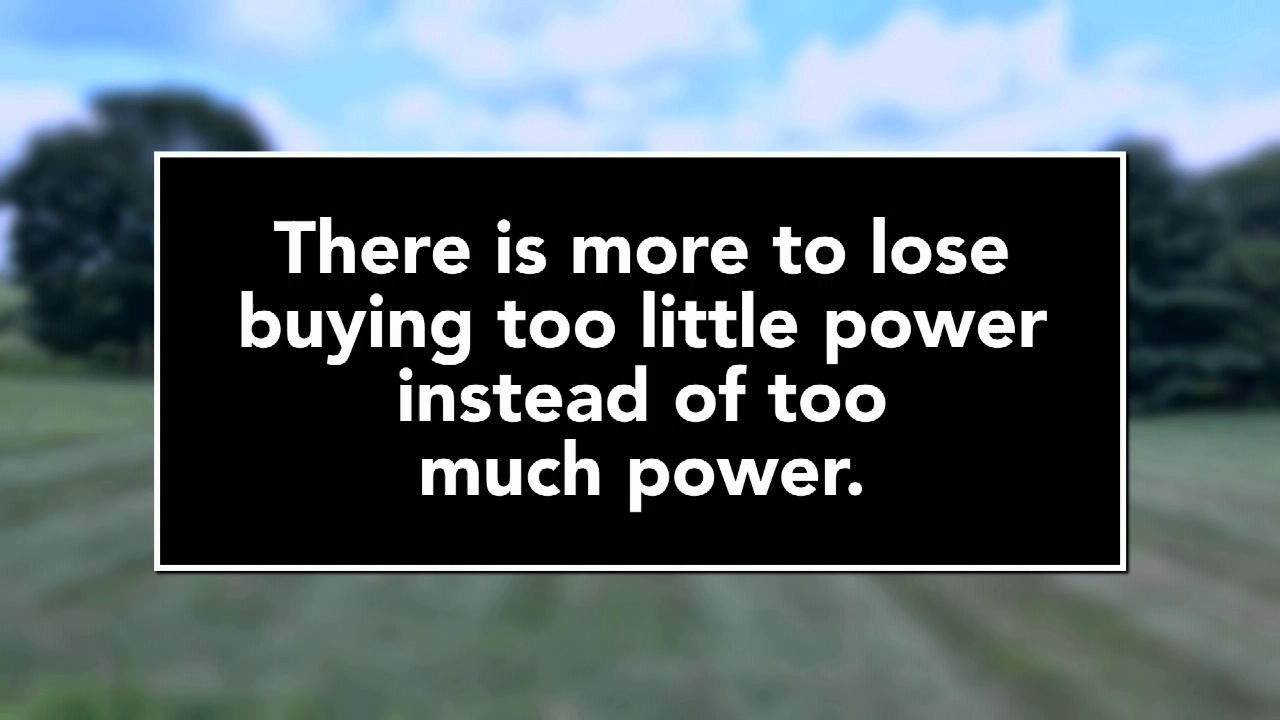 There is more to lose
buying too little power
instead of too
much power.